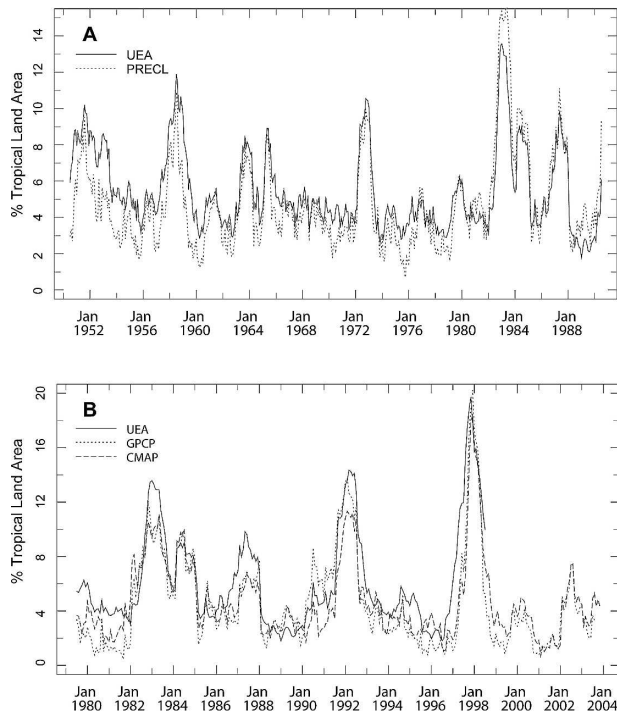 A
UEA
PRECL
% Tropical Land Area
14
12
10
8
6
4
2
0
Jan Jan Jan Jan Jan Jan Jan Jan Jan Jan
1952 1956 1960 1964 1968 1972 1976 1980 1984 1988
B
UEA
GPCP
CMAP
% Tropical Land Area
20
16
12
8
4
0
Jan Jan Jan Jan Jan Jan Jan Jan Jan Jan Jan Jan Jan
1980 1982 1984 1986 1988 1990 1992 1994 1996 1998 2000 2002 2004